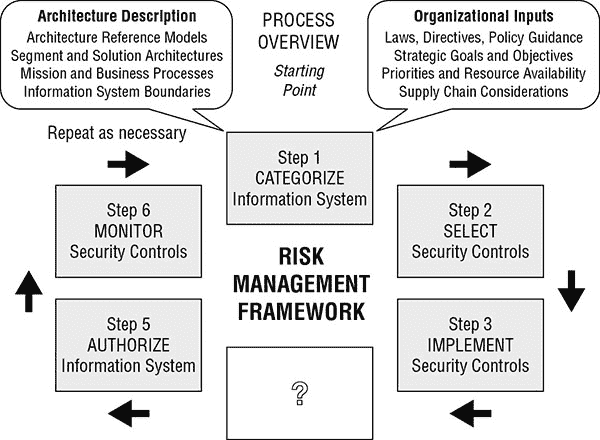 Architecture Description
Architecture Reference Models
Segment and Solution Architectures
Mission and Business Processes
Information System Boundaries
PROCESS
OVERVIEW
Starting
Point
Organizational Inputs
Laws, Directives, Policy Guidance
Strategic Goals and Objectives
Priorities and Resource Availability
Supply Chain Considerations
Repeat as necessary
Step 1
CATEGORIZE
Information System
Step 2
SELECT
Security Controls
Step 3
IMPLEMENT
Security Controls
?
Step 5
AUTHORIZE
Information System
Step 6
MONITOR
Security Controls
RISK
MANAGEMENT
FRAMEWORK